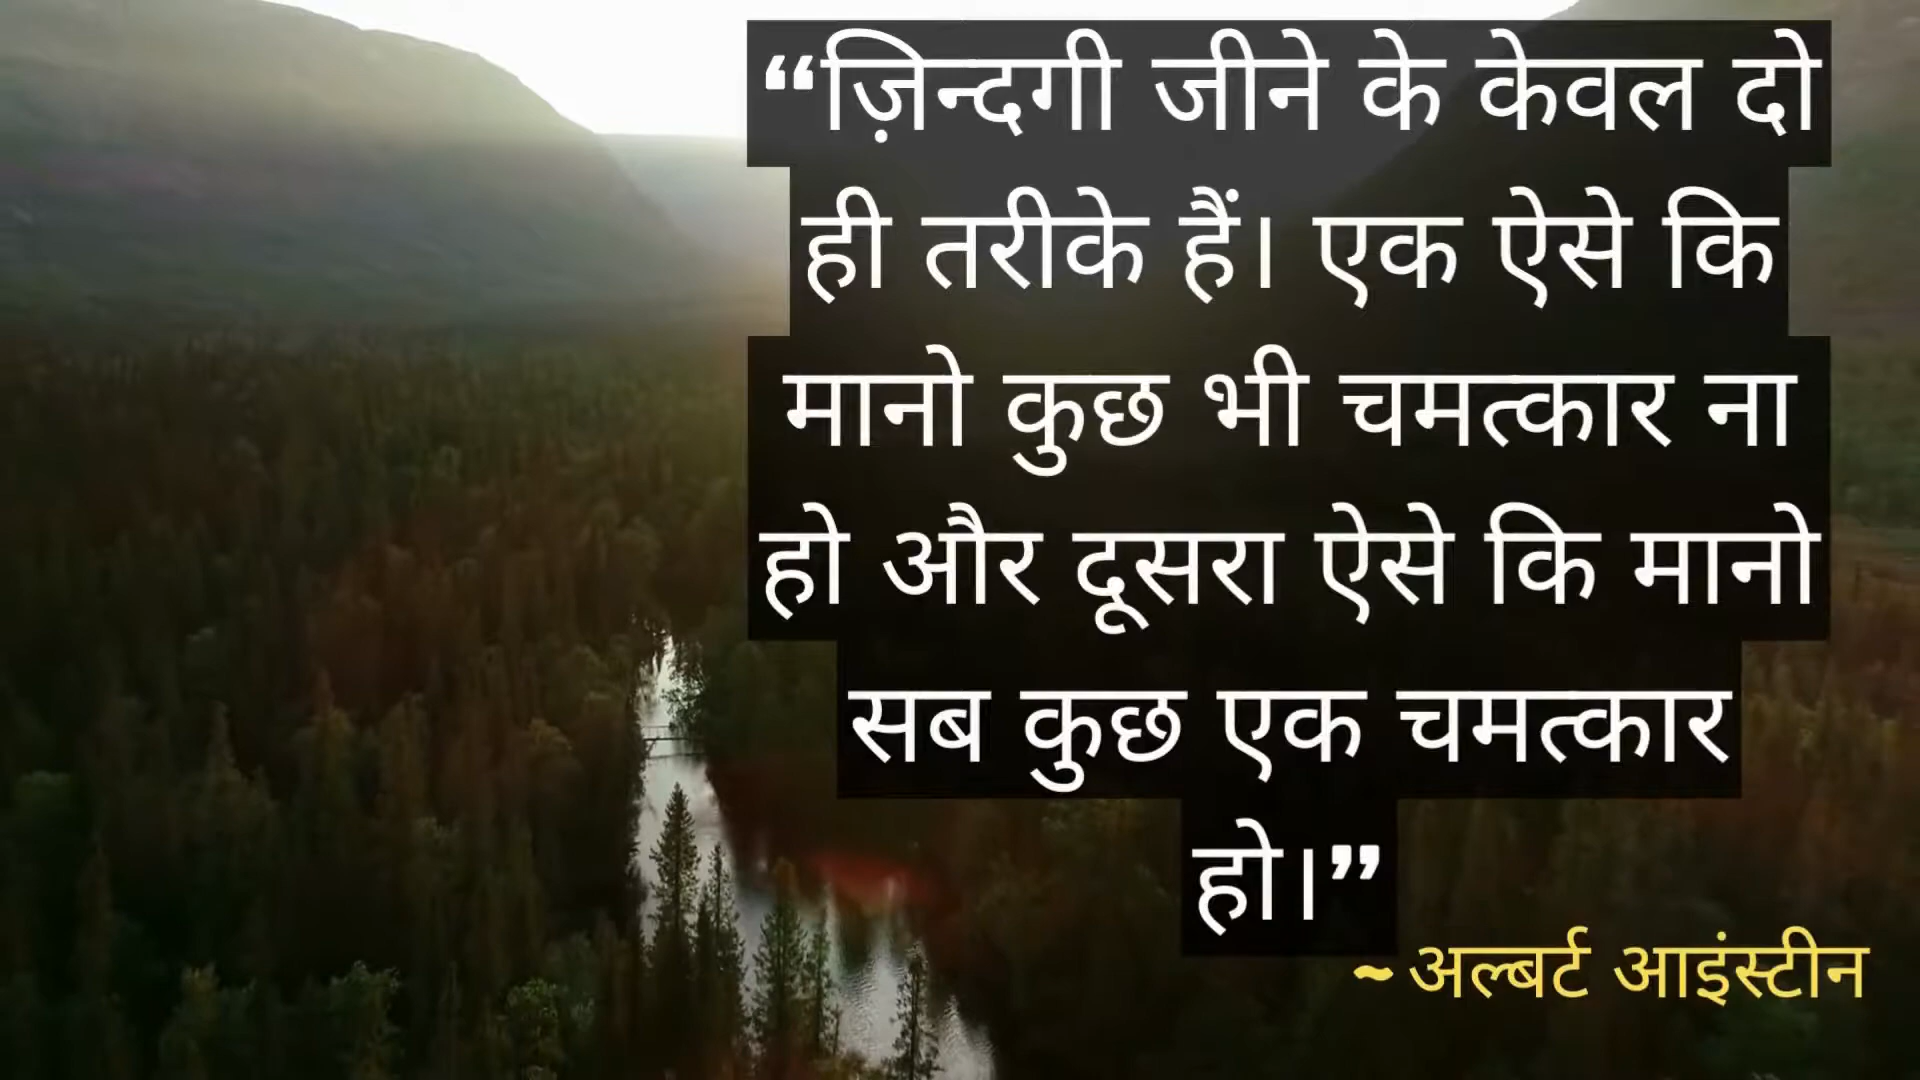 “ज़िन्दगी जीने के केवल दो
ही तरीके हैं। एक ऐसे कि
मानो कुछ भी चमत्कार ना
हो और दूसरा ऐसे कि मानो
सब कुछ एक चमत्कार
हो।”
~ अल्बर्ट आइंस्टीन